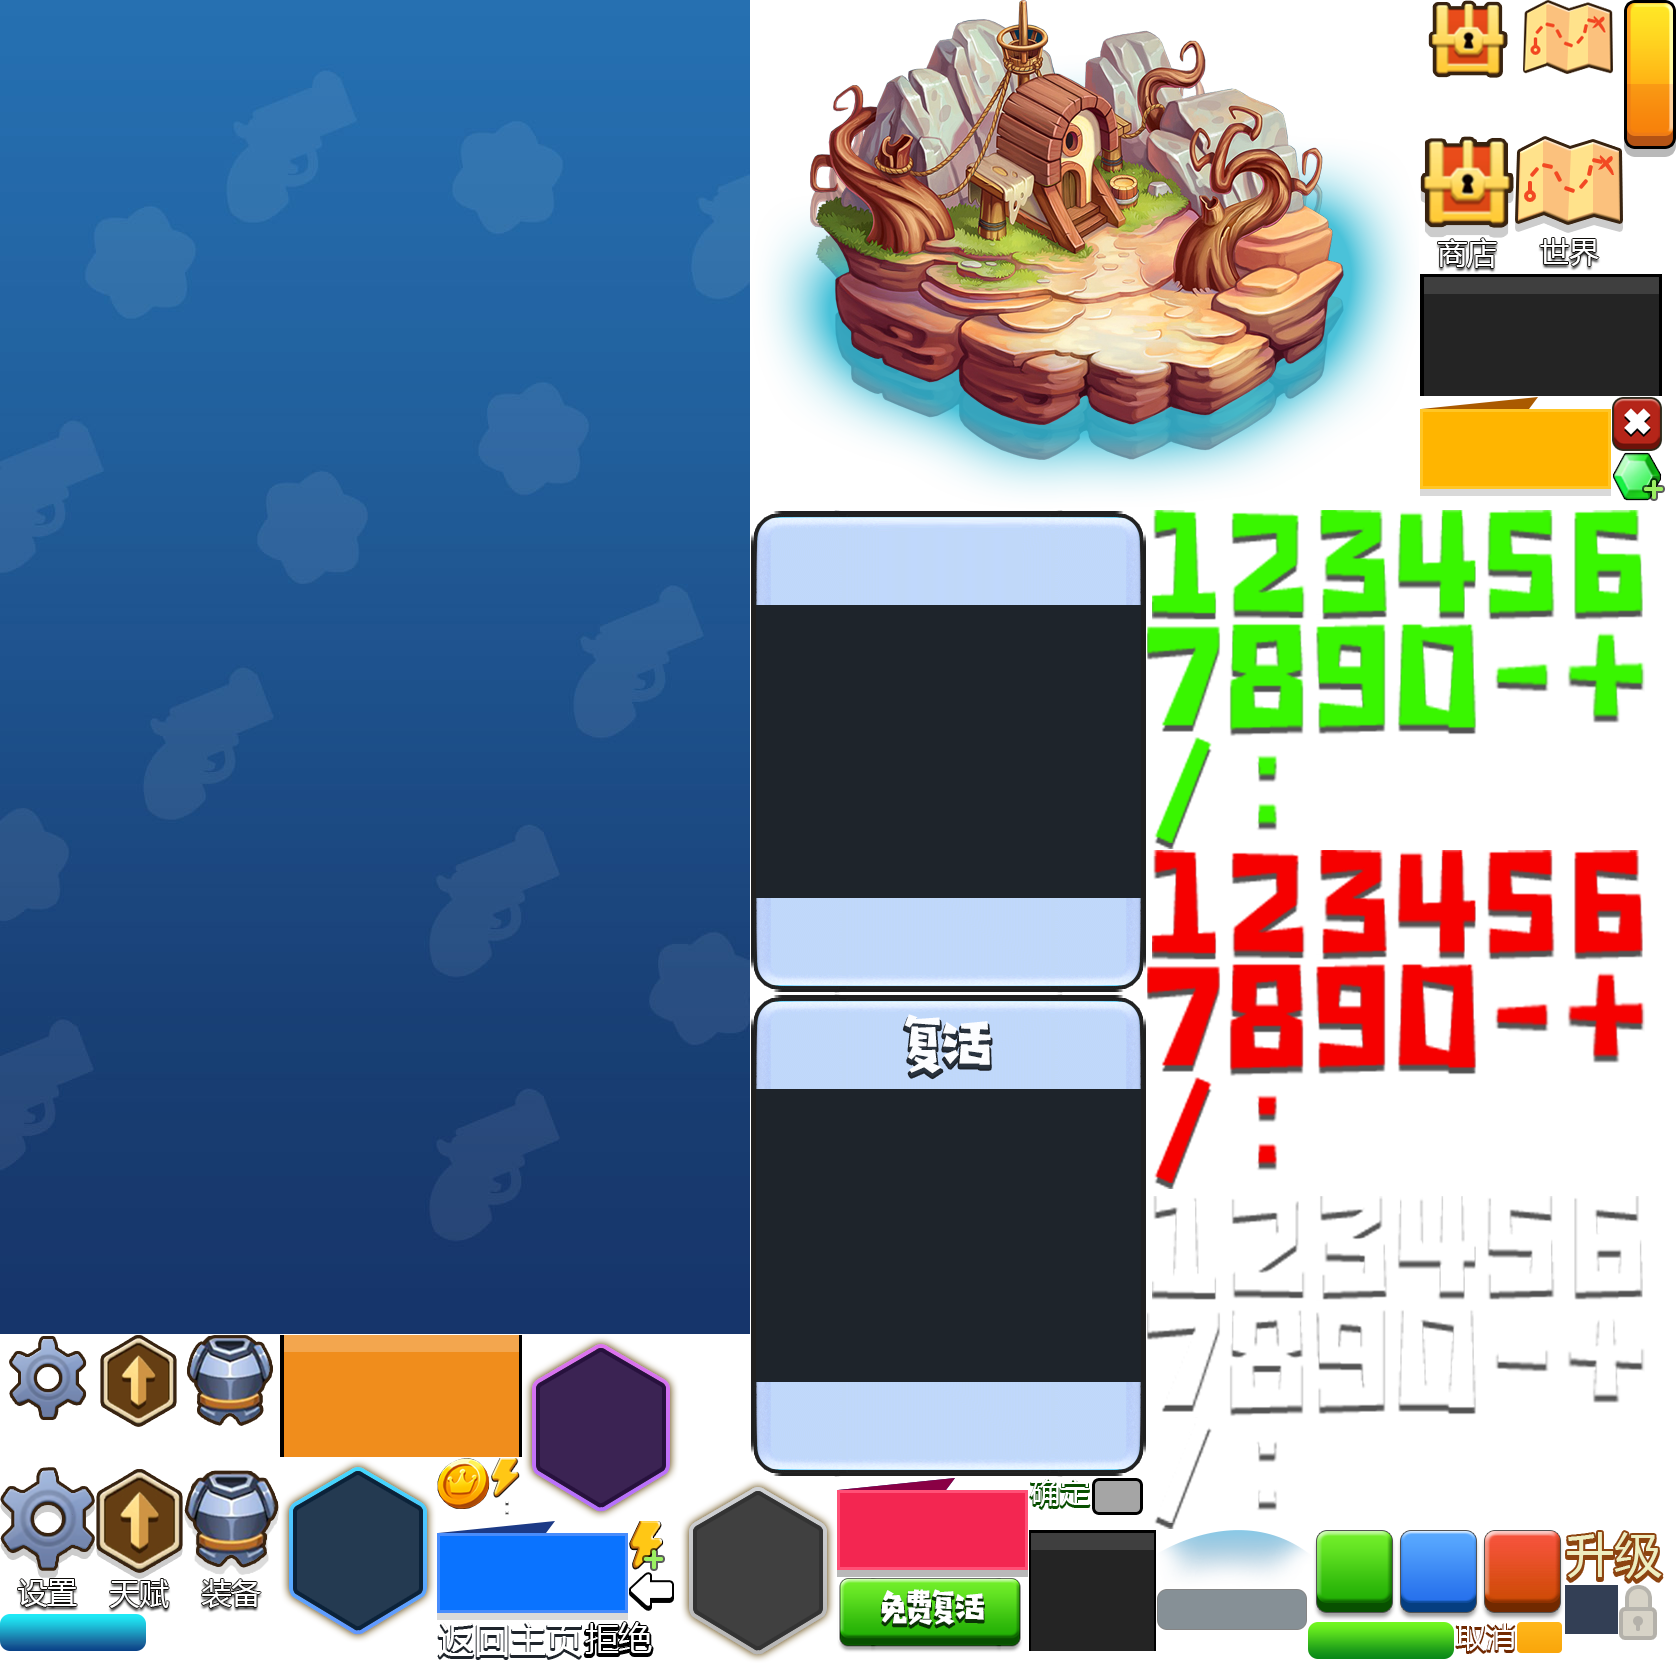 商店 世界
123456
7890-+
/:
复活
123456
7890-+
/:
123456
7890-+
/:
确定
升级
设置 天赋 装备
免费复活
返回主页 拒绝
取消